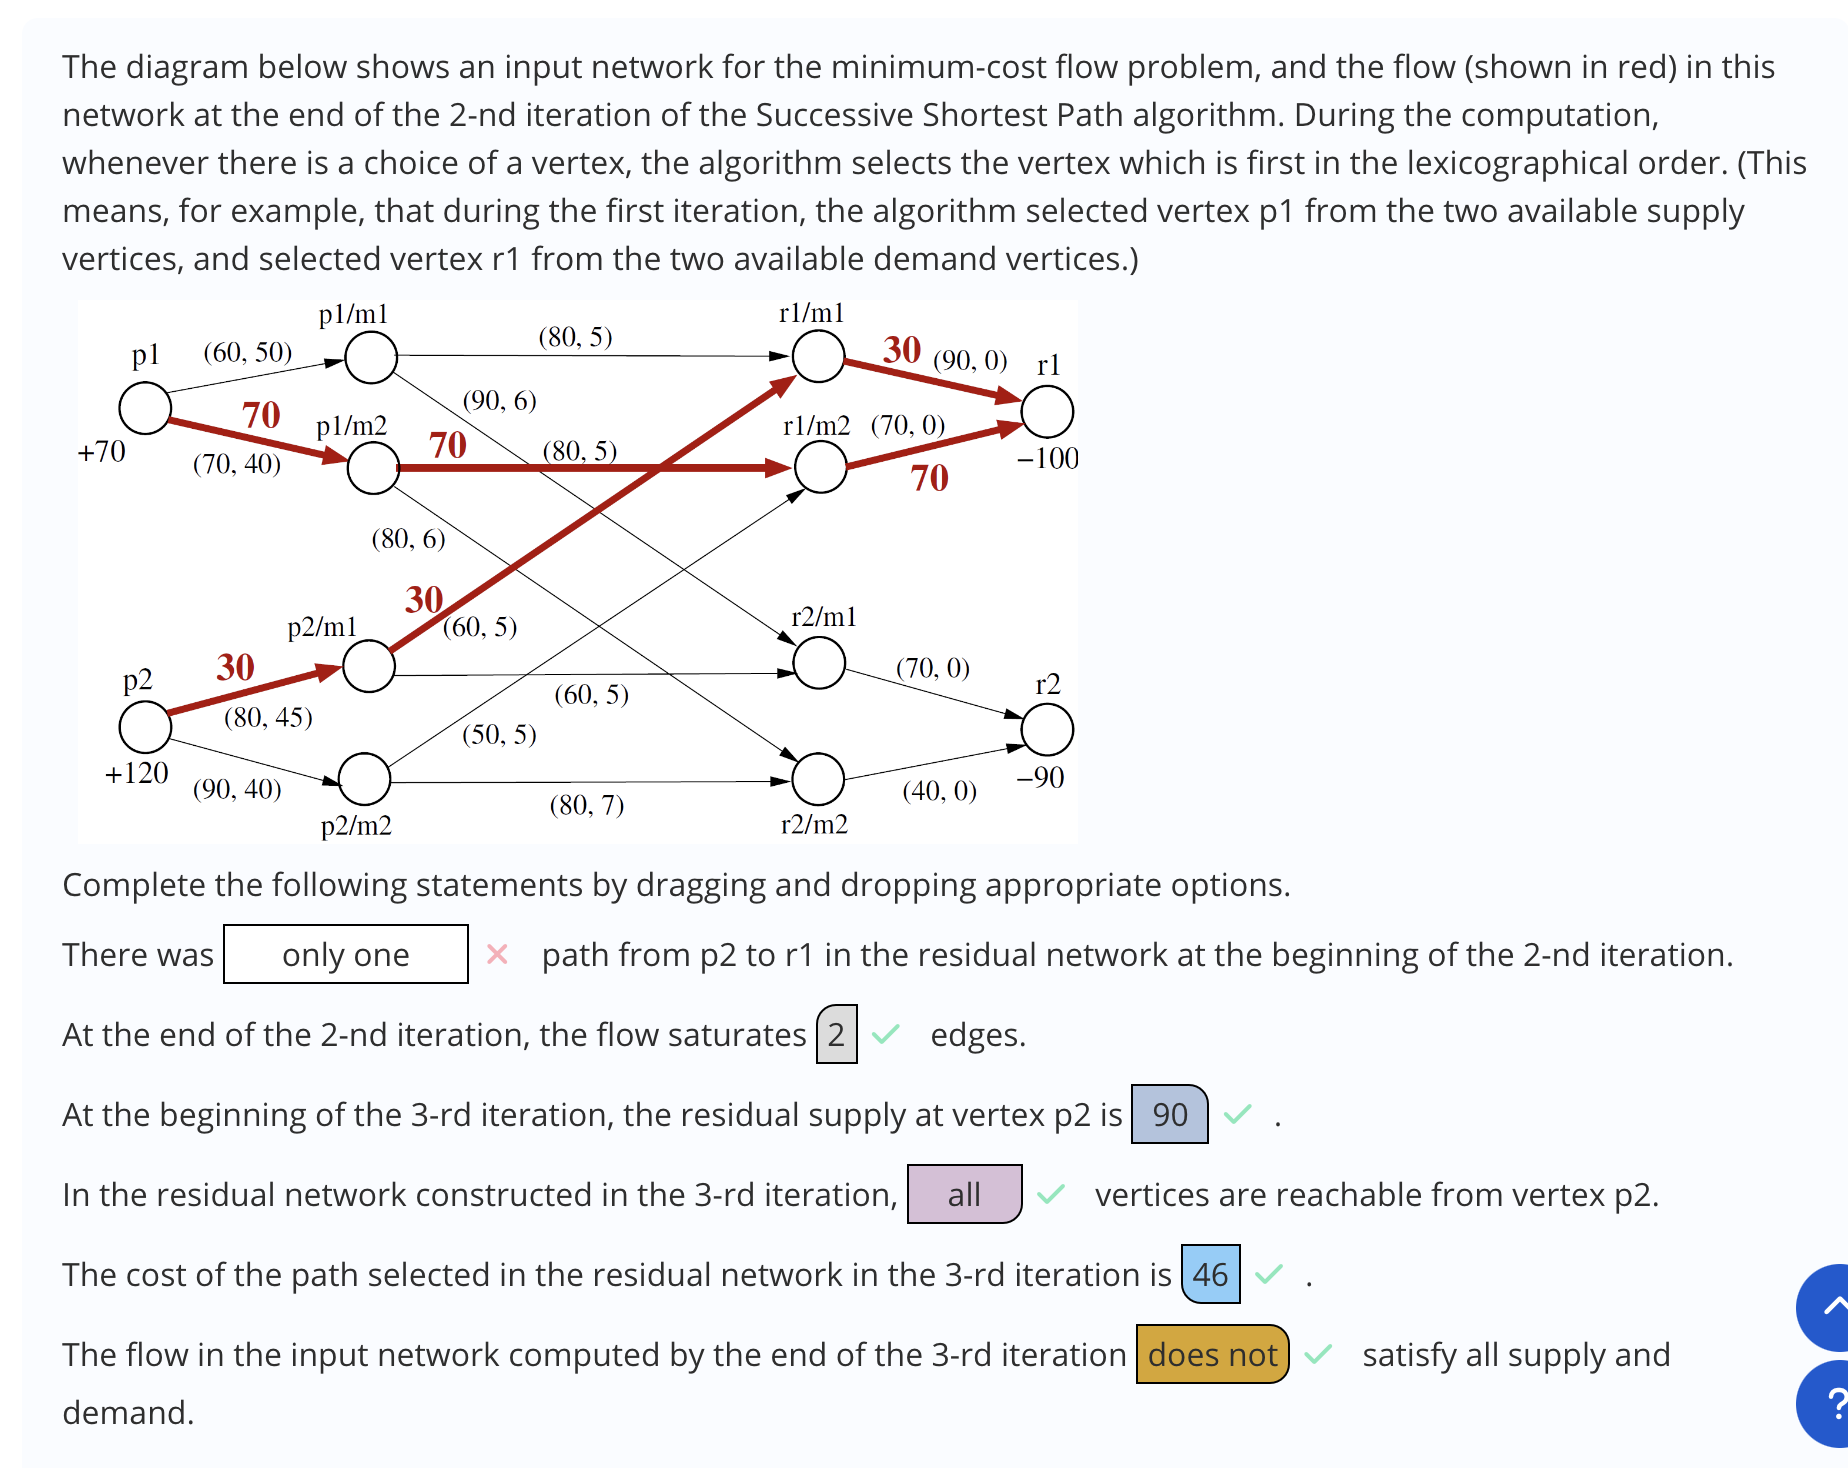 The diagram below shows an input network for the minimum-cost flow problem, and the flow (shown in red) in this
network at the end of the 2-nd iteration of the Successive Shortest Path algorithm. During the computation,
whenever there is a choice of a vertex, the algorithm selects the vertex which is first in the lexicographical order. (This
means, for example, that during the first iteration, the algorithm selected vertex p1 from the two available supply
vertices, and selected vertex r1 from the two available demand vertices.)
p1/m1
r1/m1
p1
(60, 50)
(80, 5)
30
(90, 0)
r1
70
p1/m2
(90, 6)
70
(80, 5)
r1/m2
(70, 0)
+70
(70, 40)
−100
70
(80, 6)
30
p2/m1
(60, 5)
r2/m1
p2
30
(70, 0)
r2
(80, 45)
(60, 5)
(50, 5)
+120
(90, 40)
(80, 7)
(40, 0)
−90
p2/m2
r2/m2
Complete the following statements by dragging and dropping appropriate options.
There was only one ✕ path from p2 to r1 in the residual network at the beginning of the 2-nd iteration.
At the end of the 2-nd iteration, the flow saturates 2 ✓ edges.
At the beginning of the 3-rd iteration, the residual supply at vertex p2 is 90 ✓ .
In the residual network constructed in the 3-rd iteration, all ✓ vertices are reachable from vertex p2.
The cost of the path selected in the residual network in the 3-rd iteration is 46 ✓ .
The flow in the input network computed by the end of the 3-rd iteration does not ✓ satisfy all supply and
demand.
?